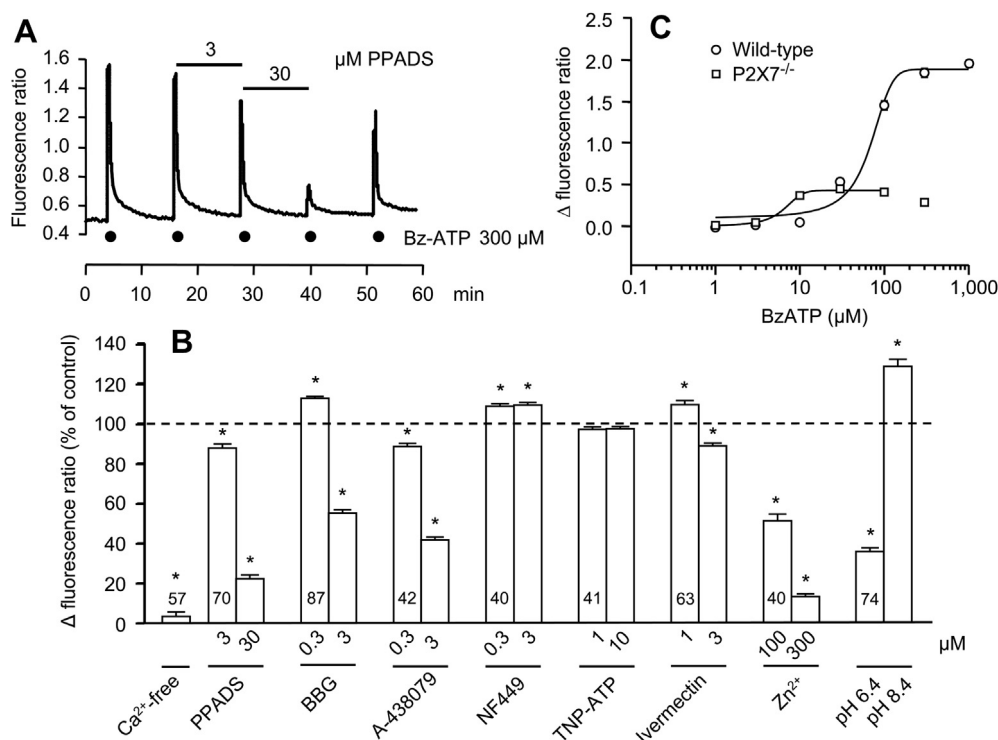 A
3
µM PPADS
30
Fluorescence ratio
1.6
1.4
1.2
1.0
0.8
0.6
0.4
Bz-ATP 300 µM
0 10 20 30 40 50 60 min
C
Wild-type
P2X7-/-
Δ fluorescence ratio
2.5
2.0
1.5
1.0
0.5
0.0
0.1 1 10 100 1,000
BzATP (µM)
B
Δ fluorescence ratio (% of control)
140
120
100
80
60
40
20
0
* * * * * * * * * * * * * * *
57 70 87 42 40 41 63 40 74
3 30 0.3 3 0.3 3 0.3 3 1 10 1 3 100 300 µM
Ca2+-free PPADS BBG A-438079 NF449 TNP-ATP Ivermectin Zn2+ pH 6.4 pH 8.4